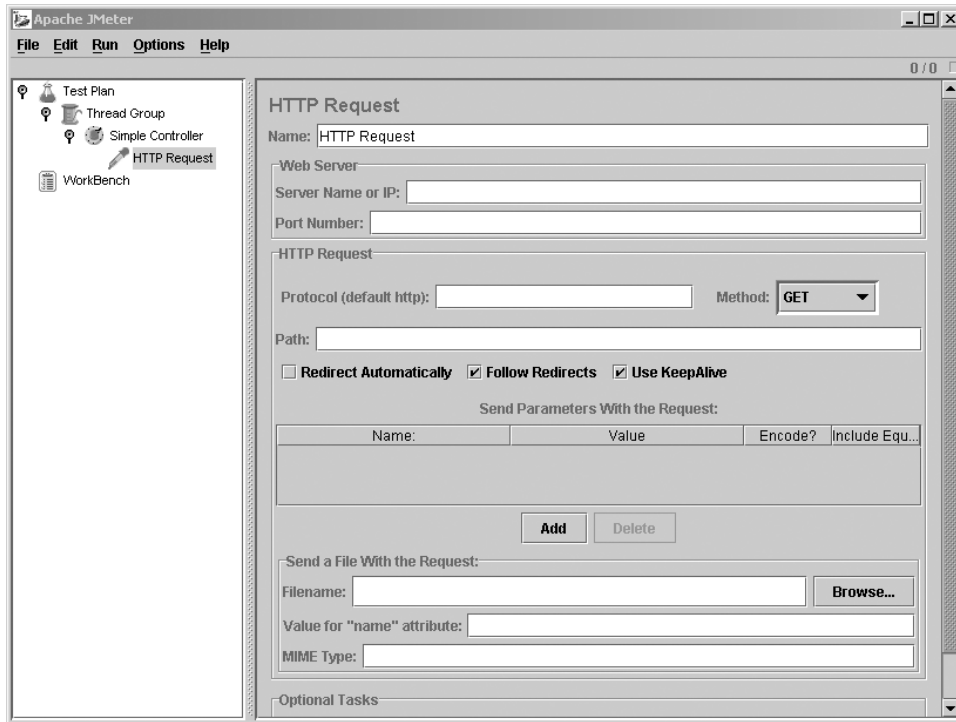 Apache JMeter
File Edit Run Options Help
0 / 0
Test Plan
Thread Group
Simple Controller
HTTP Request
WorkBench
HTTP Request
Name: HTTP Request
Web Server
Server Name or IP:
Port Number:
HTTP Request
Protocol (default http): Method: GET
Path:
Redirect Automatically Follow Redirects Use KeepAlive
Send Parameters With the Request:
Name: Value Encode? Include Equ...
Add Delete
Send a File With the Request:
Filename: Browse...
Value for "name" attribute:
MIME Type:
Optional Tasks